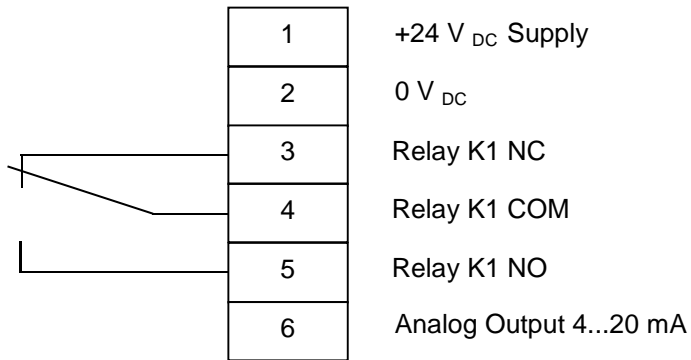 1 +24 V DC Supply
2 0 V DC
3 Relay K1 NC
4 Relay K1 COM
5 Relay K1 NO
6 Analog Output 4...20 mA